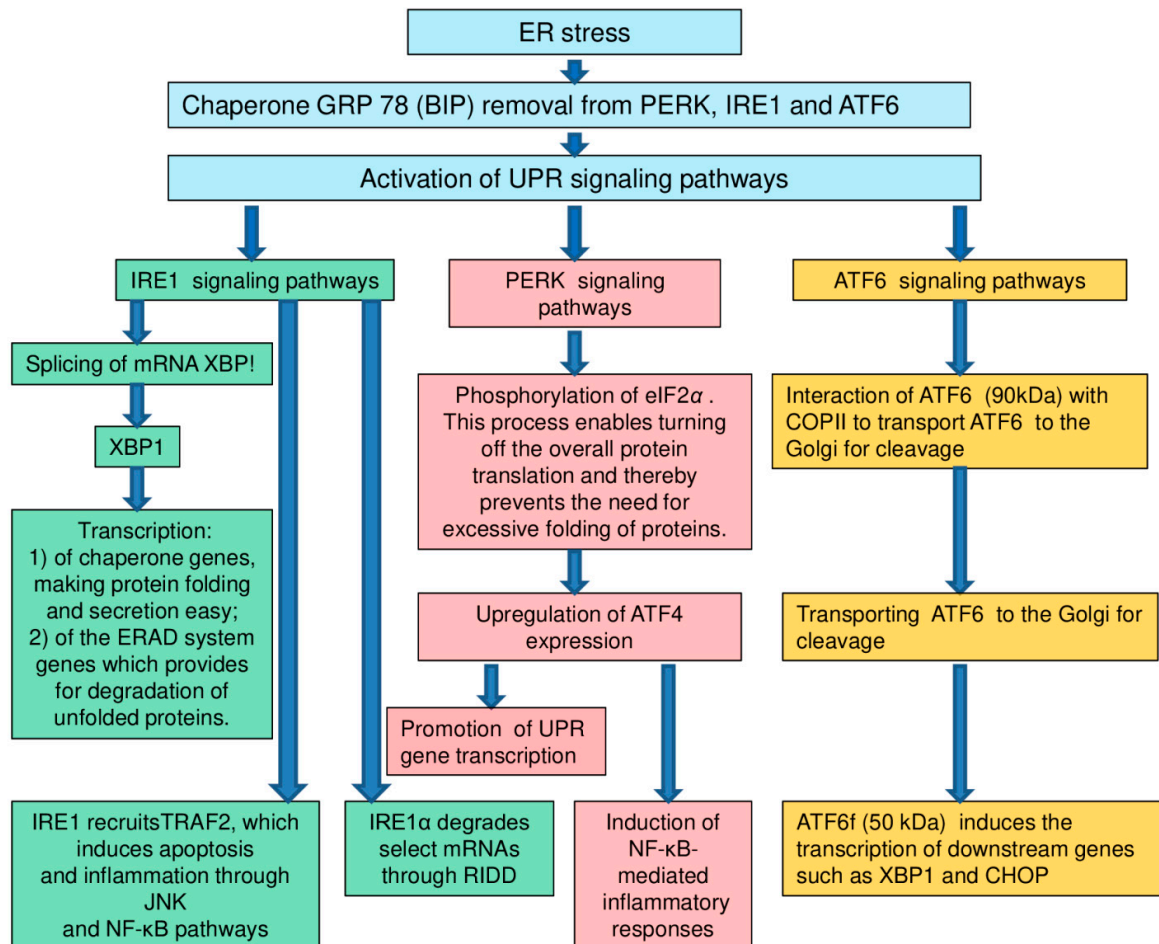 ER stress
Chaperone GRP 78 (BIP) removal from PERK, IRE1 and ATF6
Activation of UPR signaling pathways
IRE1 signaling pathways
Splicing of mRNA XBP!
XBP1
Transcription:
1) of chaperone genes,
making protein folding
and secretion easy;
2) of the ERAD system
genes which provides
for degradation of
unfolded proteins.
IRE1 recruitsTRAF2, which
induces apoptosis
and inflammation through
JNK
and NF-κB pathways
IRE1α degrades
select mRNAs
through RIDD
PERK signaling
pathways
Phosphorylation of eIF2α .
This process enables turning
off the overall protein
translation and thereby
prevents the need for
excessive folding of proteins.
Upregulation of ATF4
expression
Promotion of UPR
gene transcription
Induction of
NF-κB-
mediated
inflammatory
responses
ATF6 signaling pathways
Interaction of ATF6 (90kDa) with
COPII to transport ATF6 to the
Golgi for cleavage
Transporting ATF6 to the Golgi for
cleavage
ATF6f (50 kDa) induces the
transcription of downstream genes
such as XBP1 and CHOP